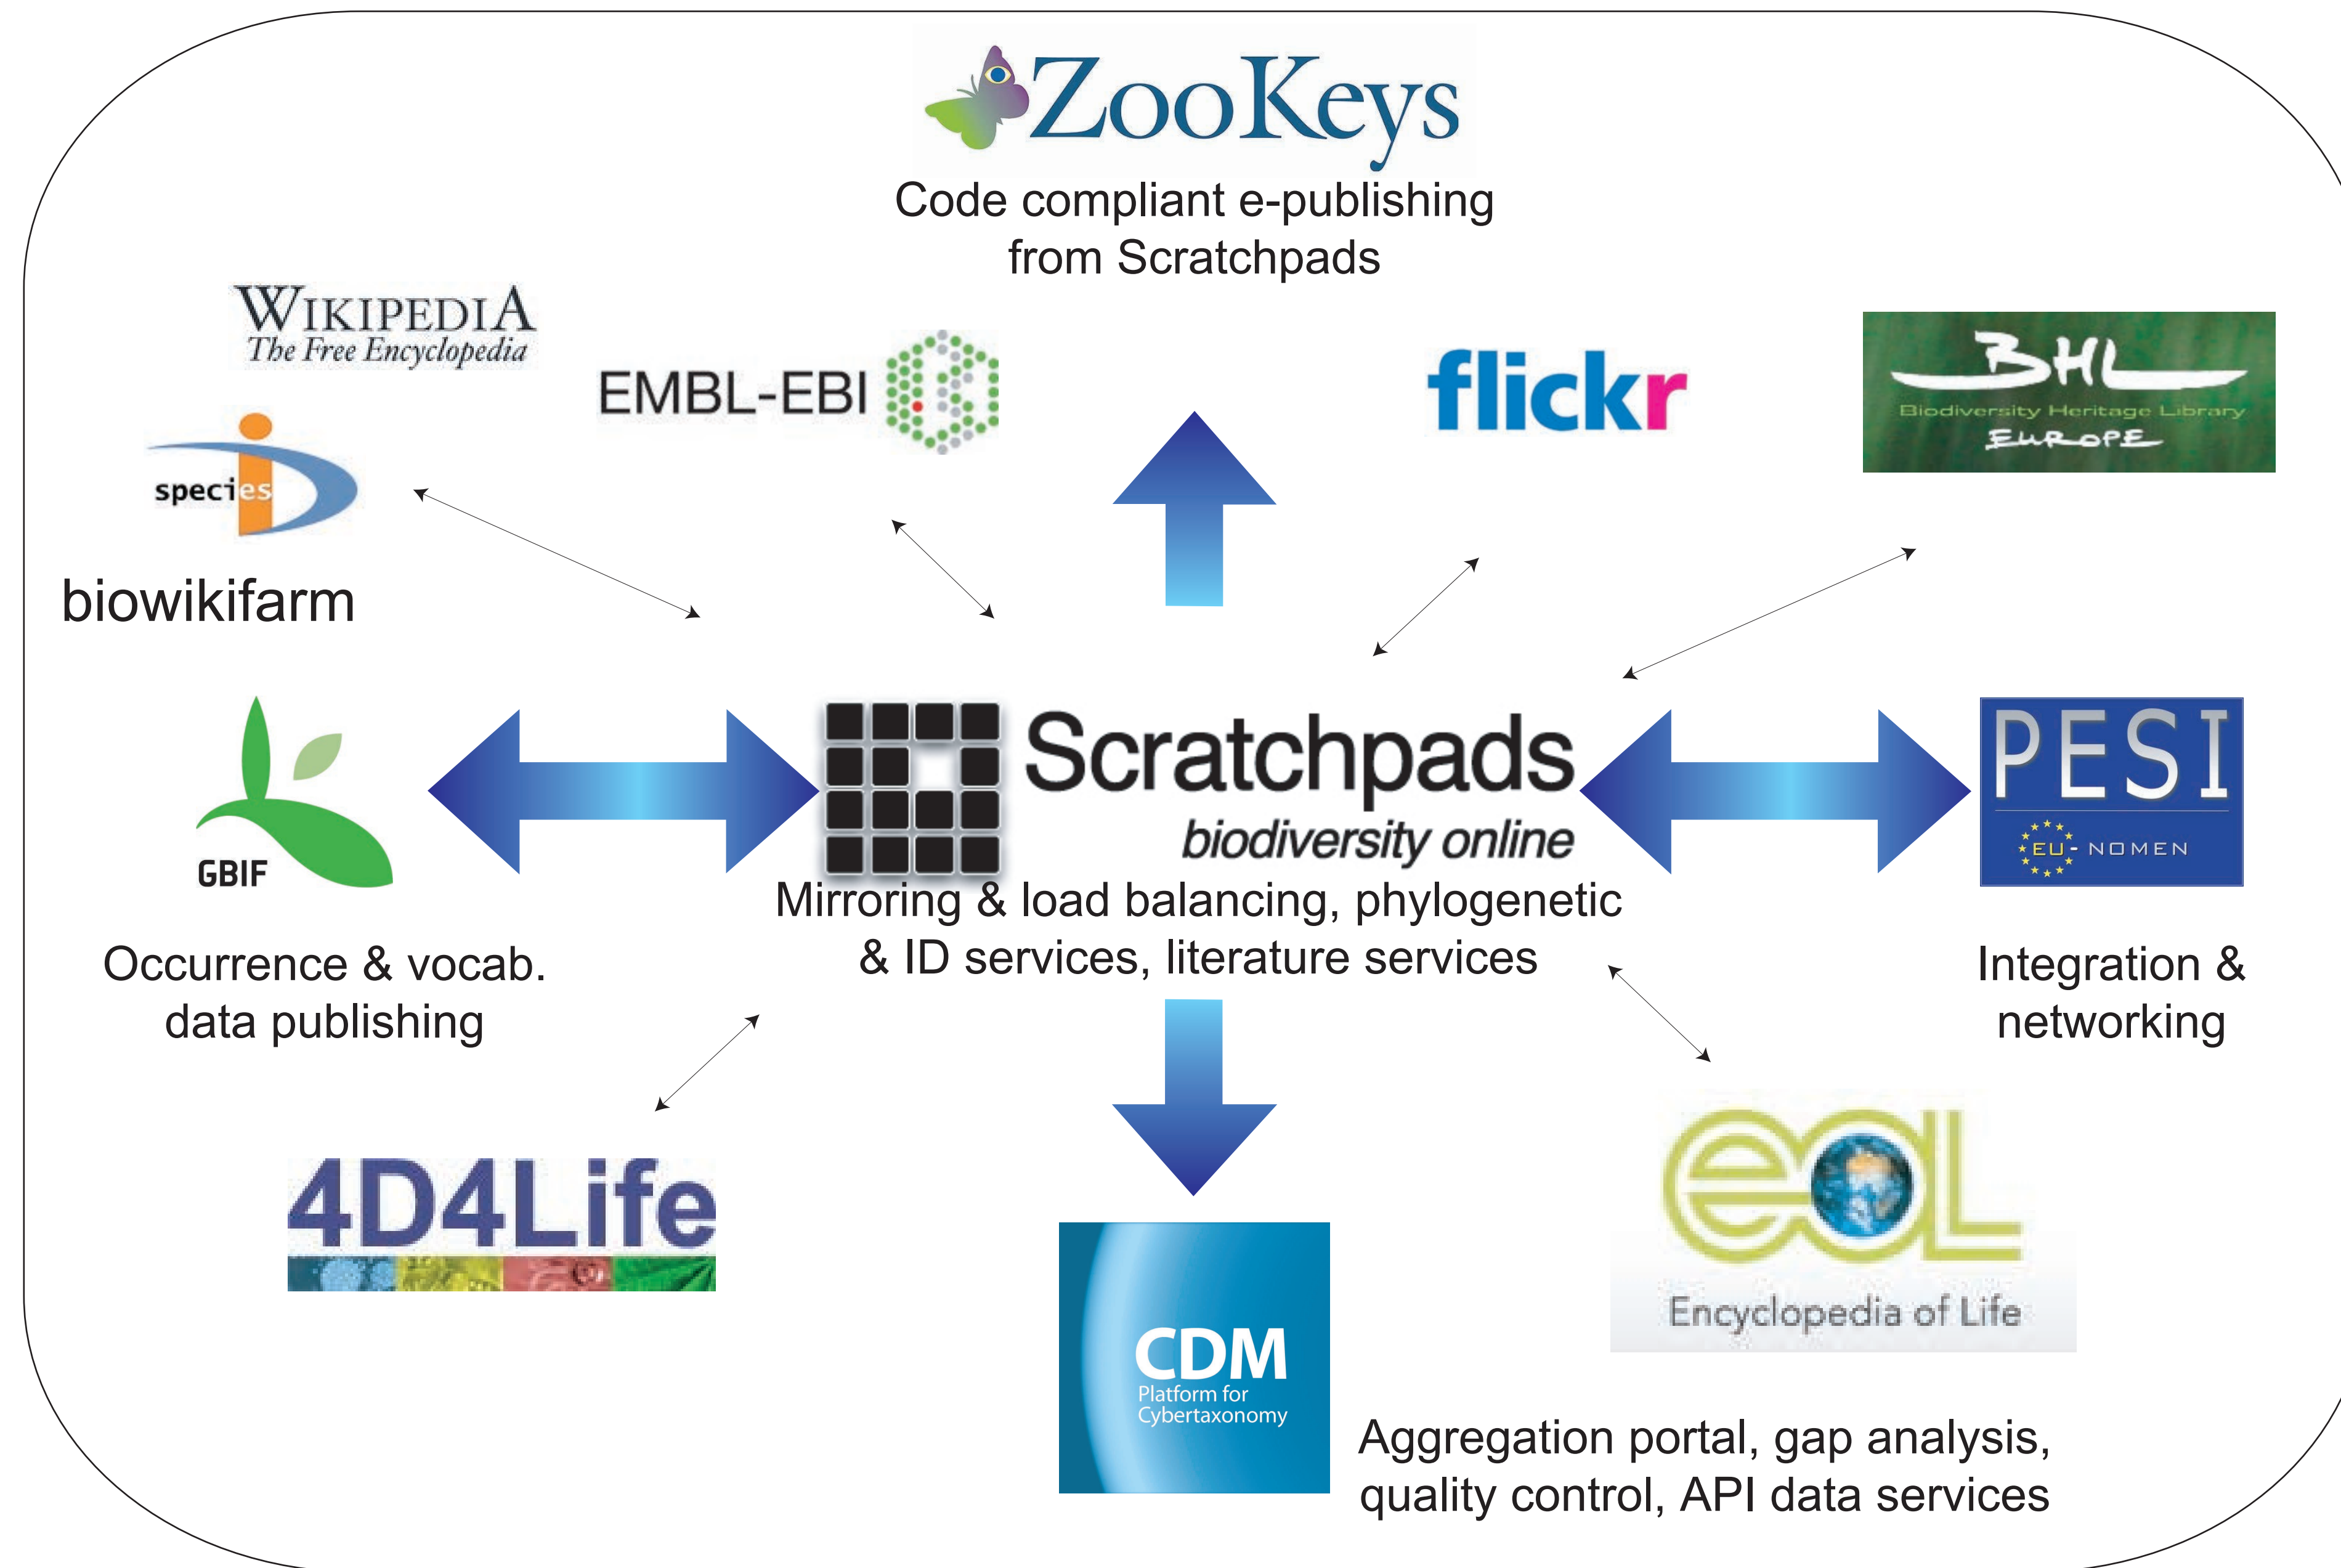 ZooKeys
Code compliant e-publishing
from Scratchpads
WIKIPEDIA
The Free Encyclopedia
EMBL-EBI
flickr
BHL
Biodiversity Heritage Library
EUROPE
species
iD
biowikifarm
GBIF
Occurrence & vocab.
data publishing
Scratchpads
biodiversity online
Mirroring & load balancing, phylogenetic
& ID services, literature services
PESI
EU-NOMEN
Integration &
networking
4D4Life
CDM
Platform for
Cybertaxonomy
eoL
Encyclopedia of Life
Aggregation portal, gap analysis,
quality control, API data services